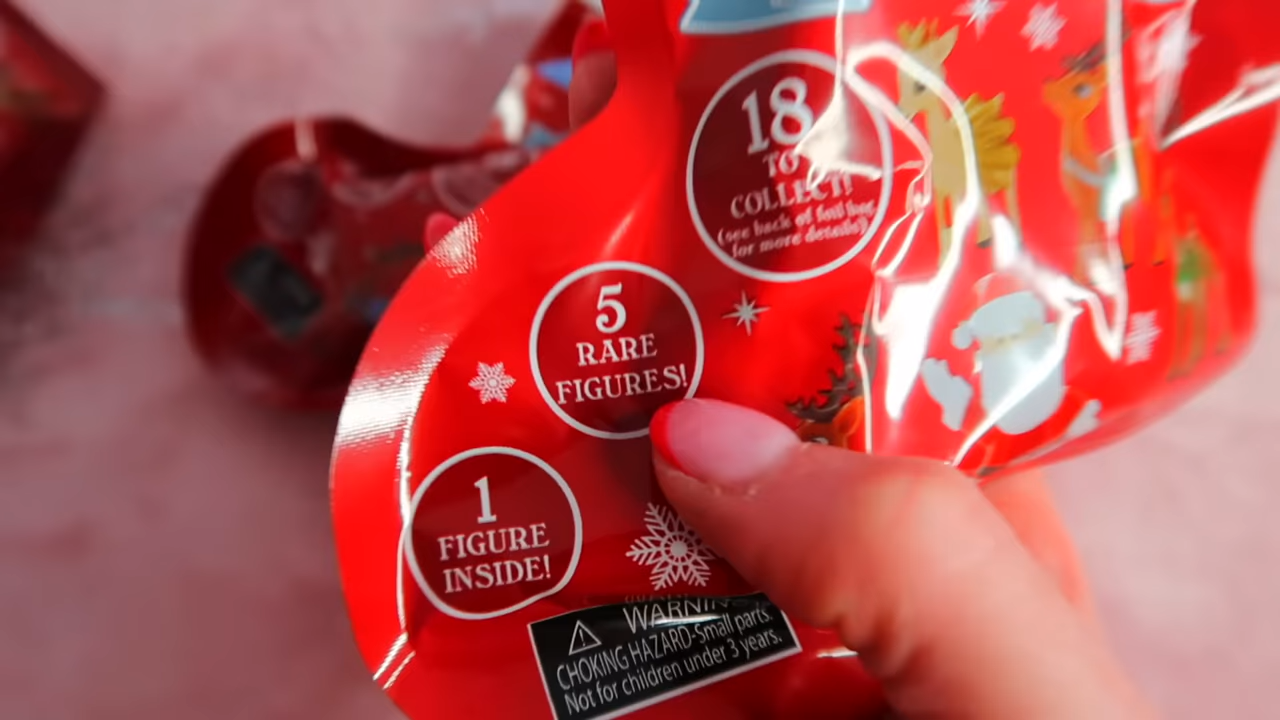 18
TO
COLLECT!
(see back of foil bag
for more details)
5
RARE
FIGURES!
1
FIGURE
INSIDE!
WARNIN
CHOKING HAZARD-Small parts.
Not for children under 3 years.